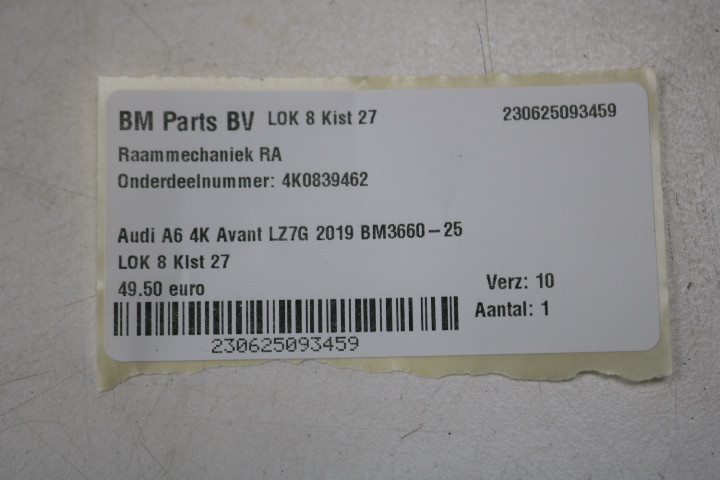 BM Parts BV LOK 8 Kist 27 230625093459
Raammechaniek RA
Onderdeelnummer: 4K0839462
Audi A6 4K Avant LZ7G 2019 BM3660-25
LOK 8 Kist 27
49.50 euro
Verz: 10
Aantal: 1
230625093459